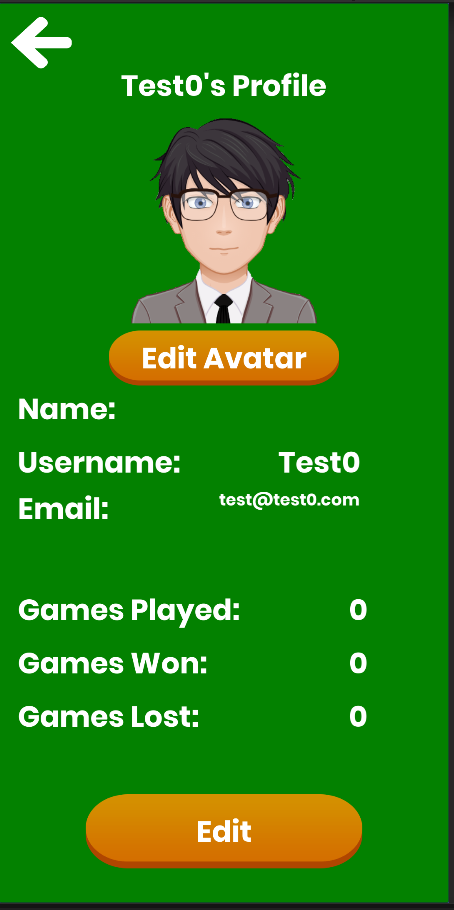 Test0's Profile
Edit Avatar
Name:
Username: Test0
Email: test@test0.com
Games Played: 0
Games Won: 0
Games Lost: 0
Edit